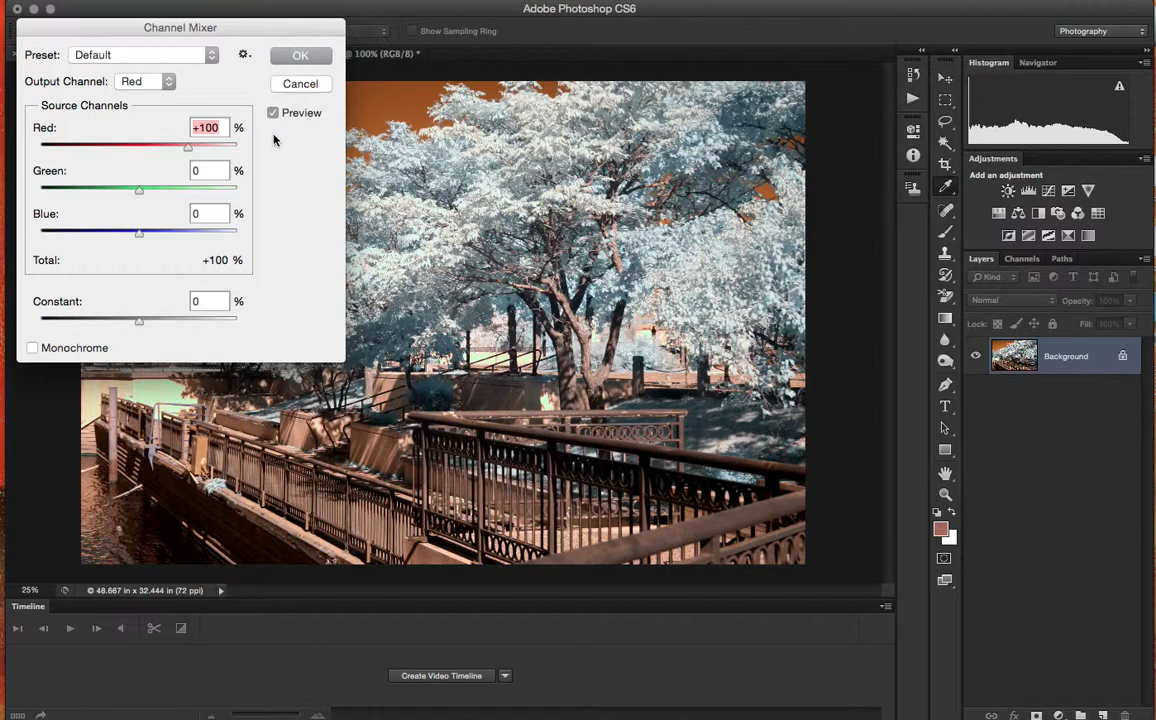 Adobe Photoshop CS6
Channel Mixer
Show Sampling Ring
Photography
Preset: Default
OK
@ 100% (RGB/8) *
Output Channel: Red
Cancel
Source Channels
Preview
Red: +100 %
Green: 0 %
Blue: 0 %
Total: +100 %
Constant: 0 %
Monochrome
Histogram
Navigator
Adjustments
Add an adjustment
Layers
Channels
Paths
Kind
Normal
Opacity: 100%
Lock:
Fill: 100%
Background
25%
48.667 in x 32.444 in (72 ppi)
Timeline
Create Video Timeline
fx